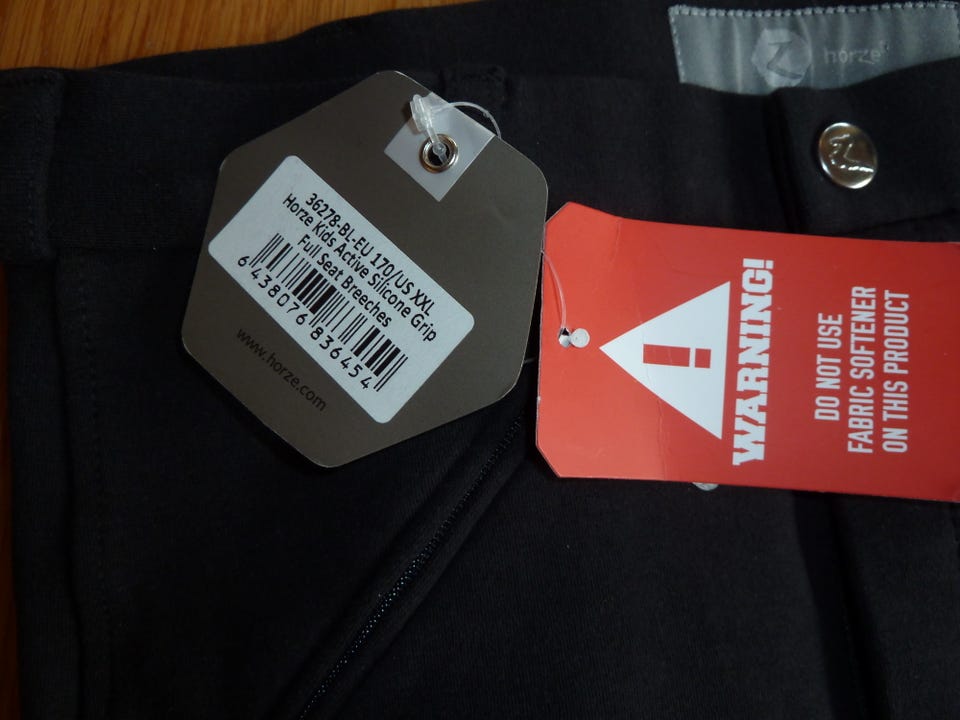 horze
36278-BL-EU 170/US XXL
Horze Kids Active Silicone Grip
Full Seat Breeches
6438076836454
www.horze.com
WARNING!
DO NOT USE
FABRIC SOFTENER
ON THIS PRODUCT